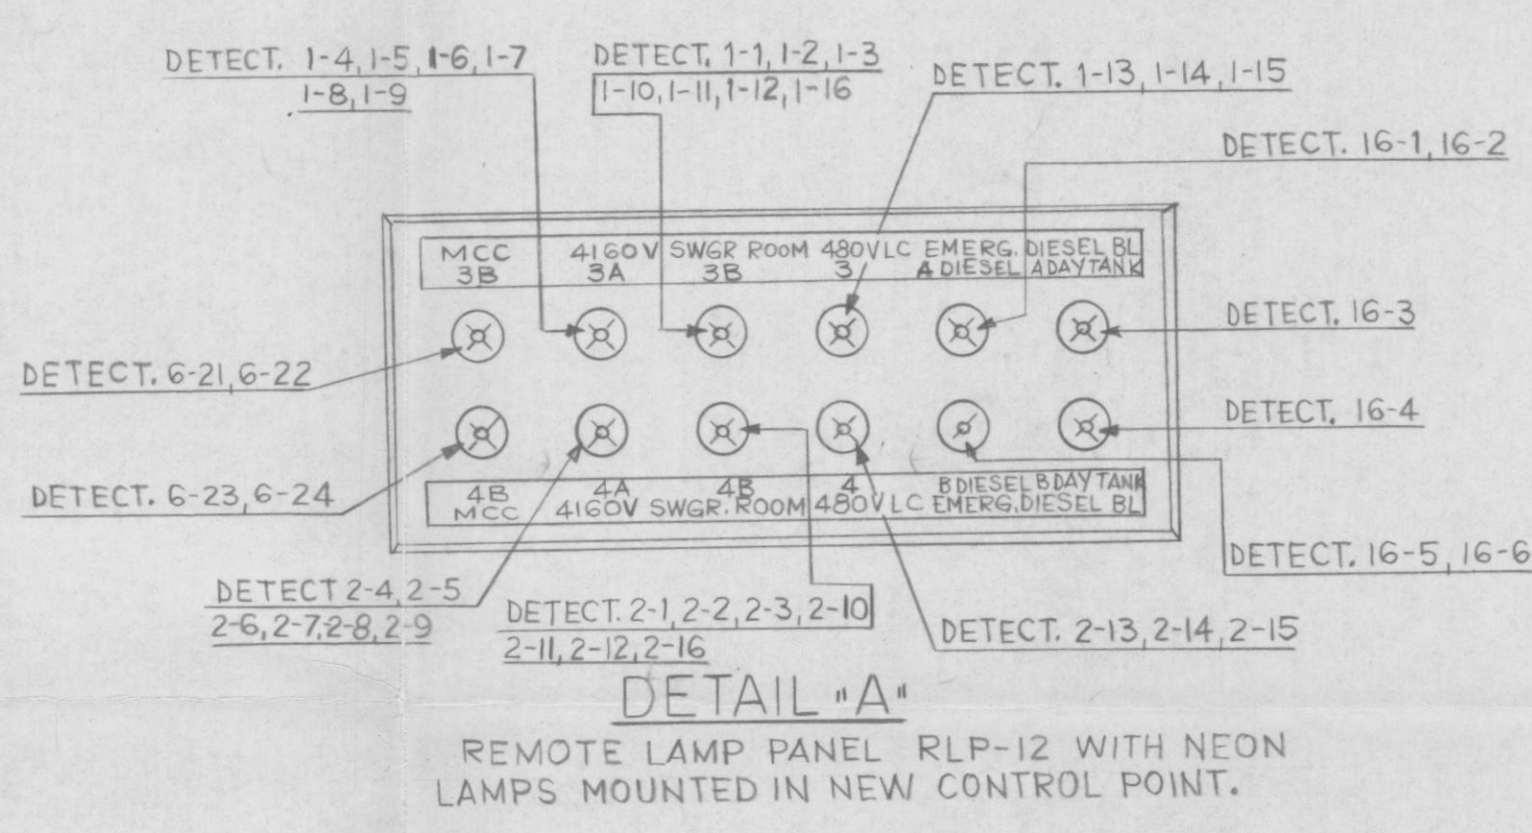 DETECT. 1-4, 1-5, 1-6, 1-7
1-8, 1-9
DETECT. 1-1, 1-2, 1-3
1-10, 1-11, 1-12, 1-16
DETECT. 1-13, 1-14, 1-15
DETECT. 16-1, 16-2
MCC 4160V SWGR ROOM 480V LC EMERG. DIESEL BL
3B 3A 3B 3 A DIESEL A DAY TANK
DETECT. 16-3
DETECT. 6-21, 6-22
DETECT. 16-4
DETECT. 6-23, 6-24
4B 4A 4B 4 B DIESEL B DAY TANK
MCC 4160V SWGR. ROOM 480V LC EMERG. DIESEL BL
DETECT. 16-5, 16-6
DETECT 2-4, 2-5
2-6, 2-7, 2-8, 2-9
DETECT. 2-1, 2-2, 2-3, 2-10
2-11, 2-12, 2-16
DETECT. 2-13, 2-14, 2-15
DETAIL "A"
REMOTE LAMP PANEL RLP-12 WITH NEON
LAMPS MOUNTED IN NEW CONTROL POINT.